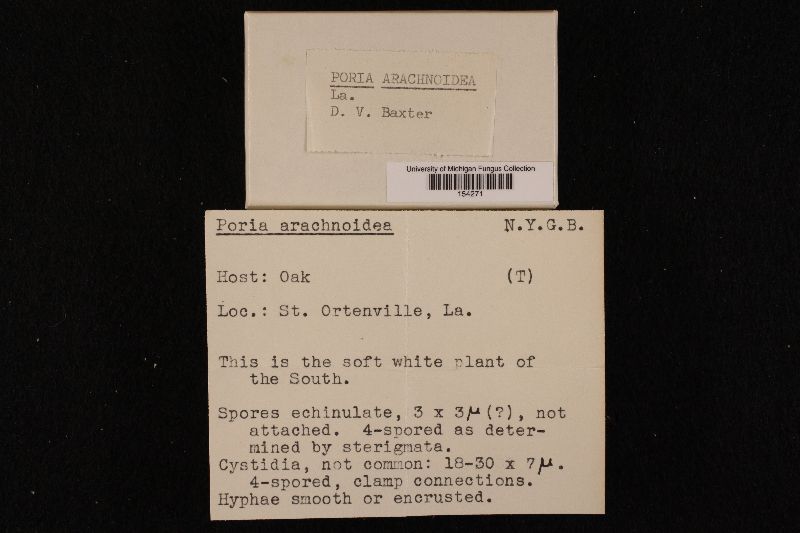 PORIA ARACHNOIDEA
La.
D. V. Baxter
University of Michigan Fungus Collection
154271
Poria arachnoidea N.Y.G.B.
Host: Oak (T)
Loc.: St. Ortenville, La.
This is the soft white plant of
the South.
Spores echinulate, 3 x 3µ(?), not
attached. 4-spored as deter-
mined by sterigmata.
Cystidia, not common: 18-30 x 7µ.
4-spored, clamp connections.
Hyphae smooth or encrusted.